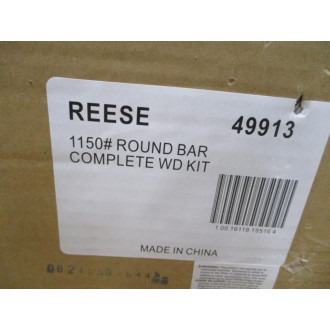 REESE 49913
1150# ROUND BAR
COMPLETE WD KIT
MADE IN CHINA